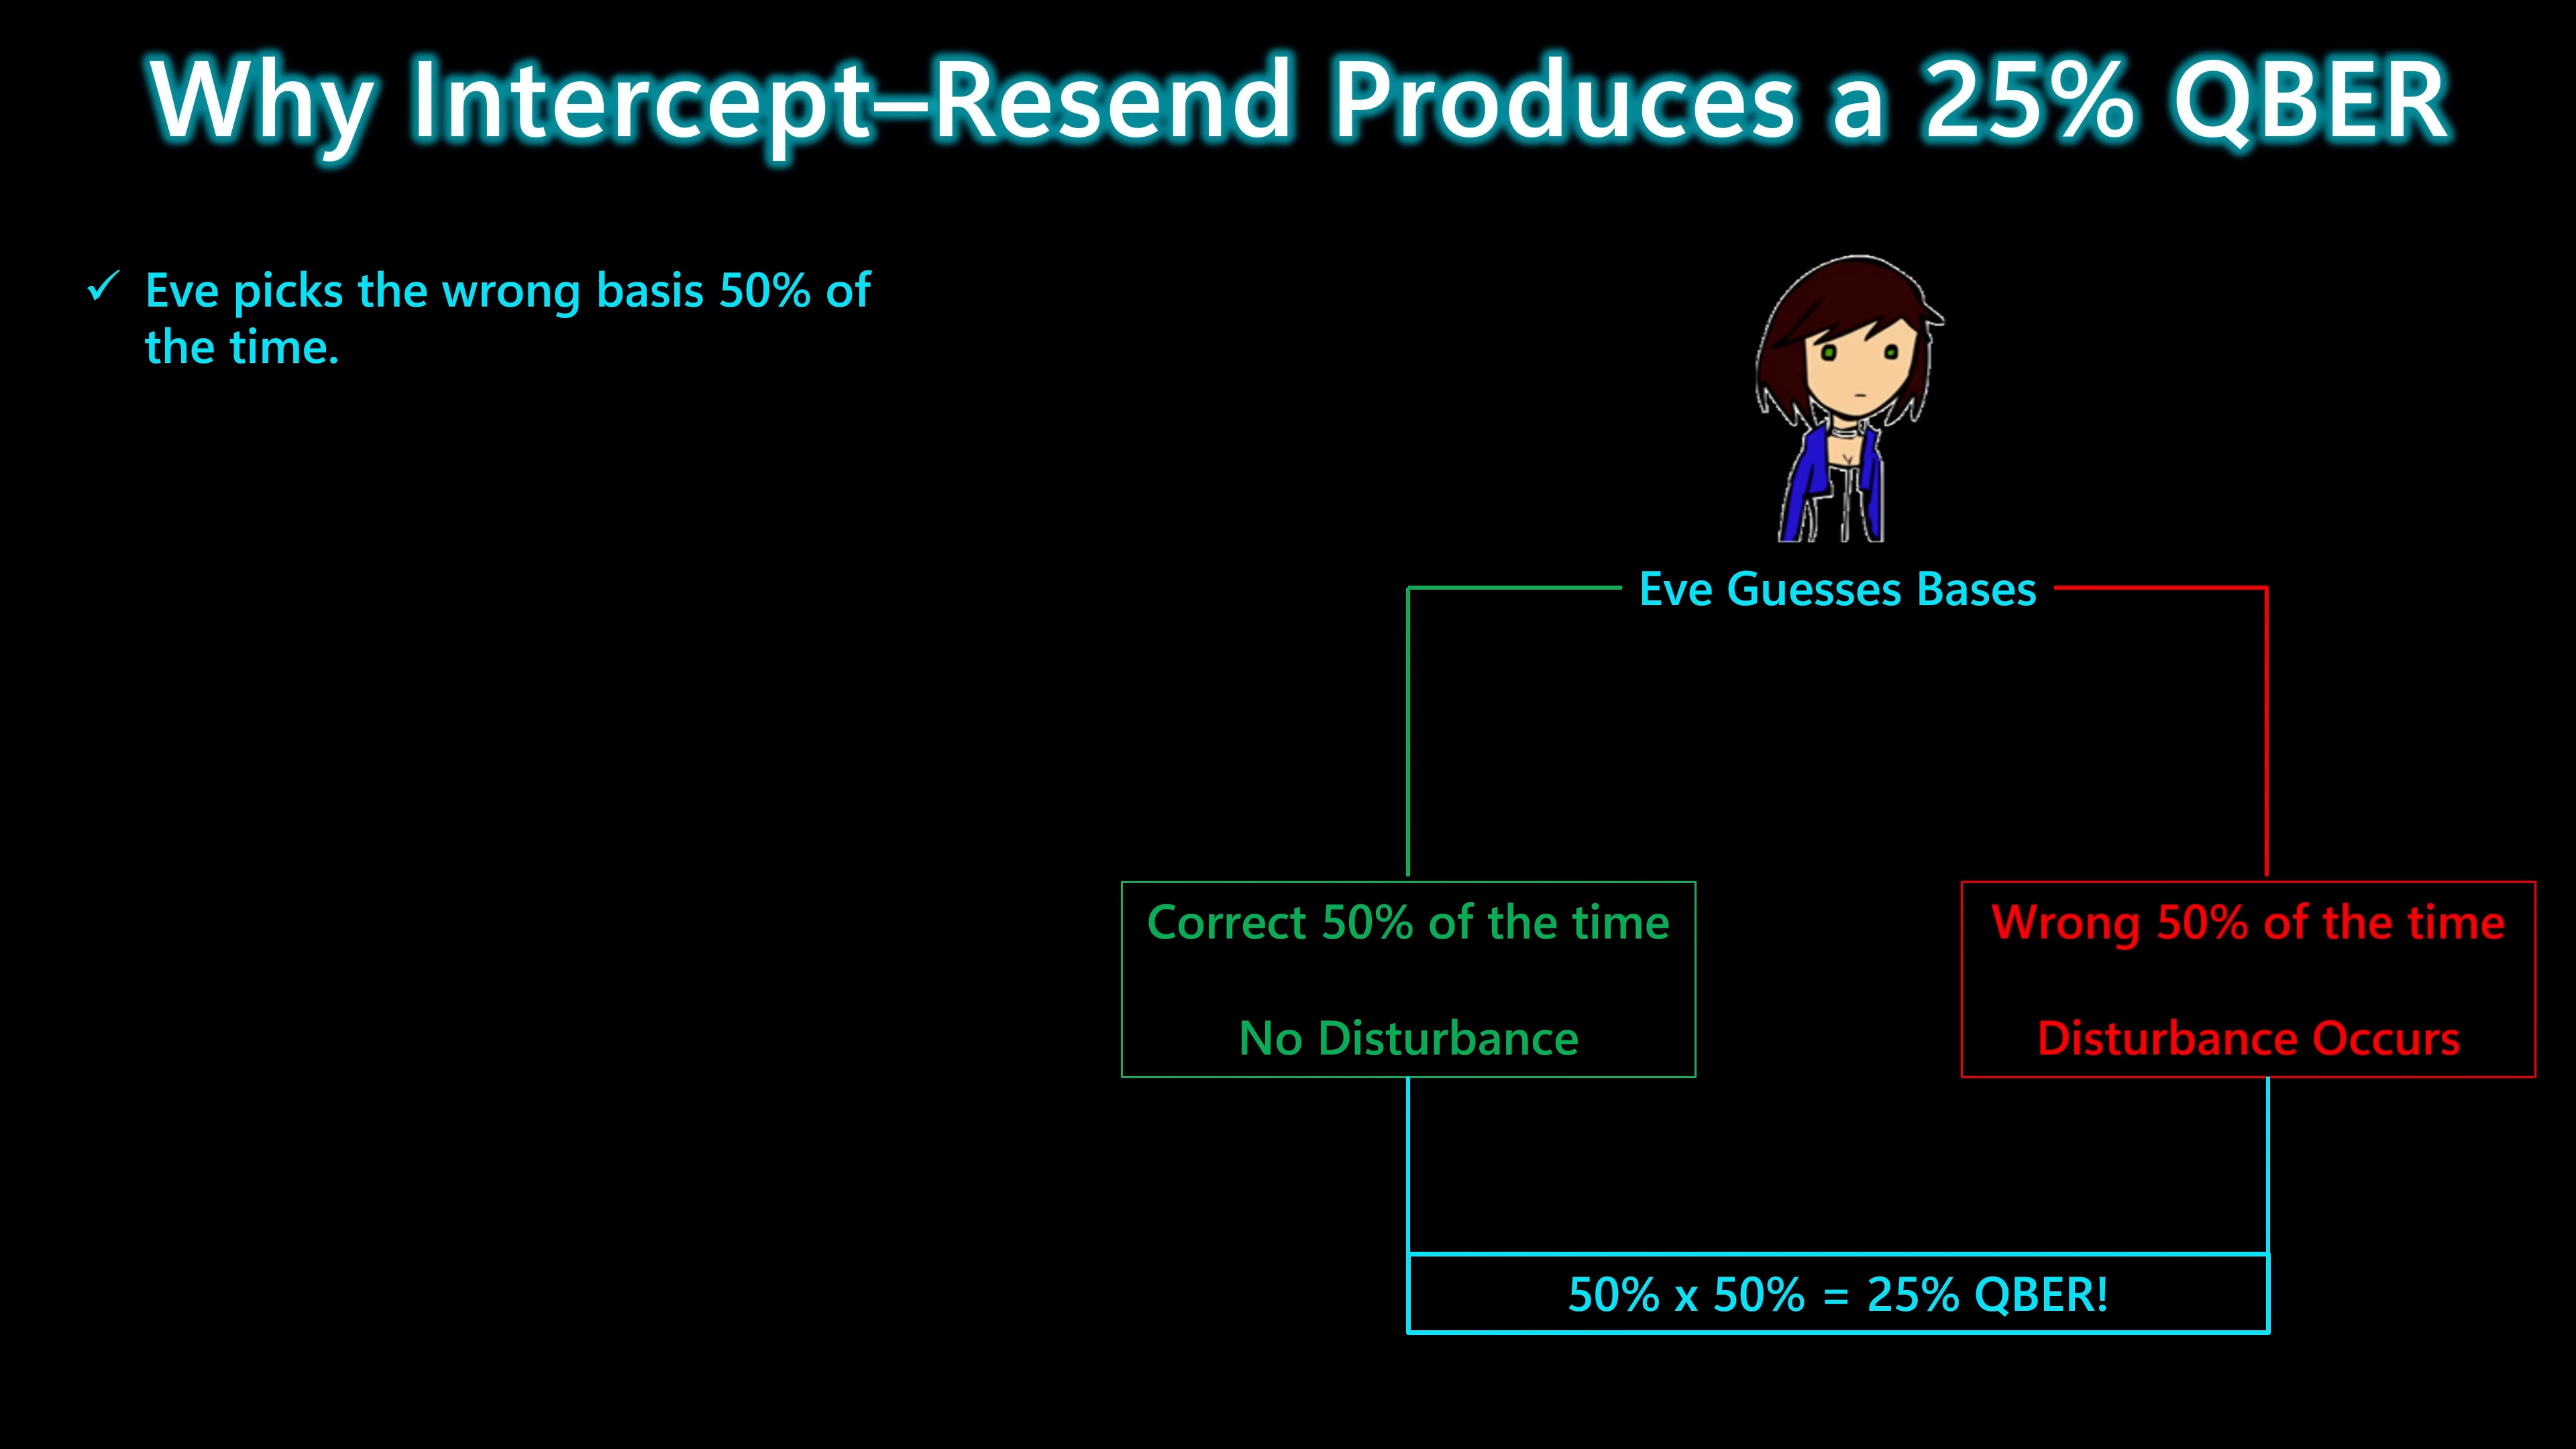 Why Intercept–Resend Produces a 25% QBER
✓ Eve picks the wrong basis 50% of
the time.
Eve Guesses Bases
Correct 50% of the time
No Disturbance
Wrong 50% of the time
Disturbance Occurs
50% x 50% = 25% QBER!